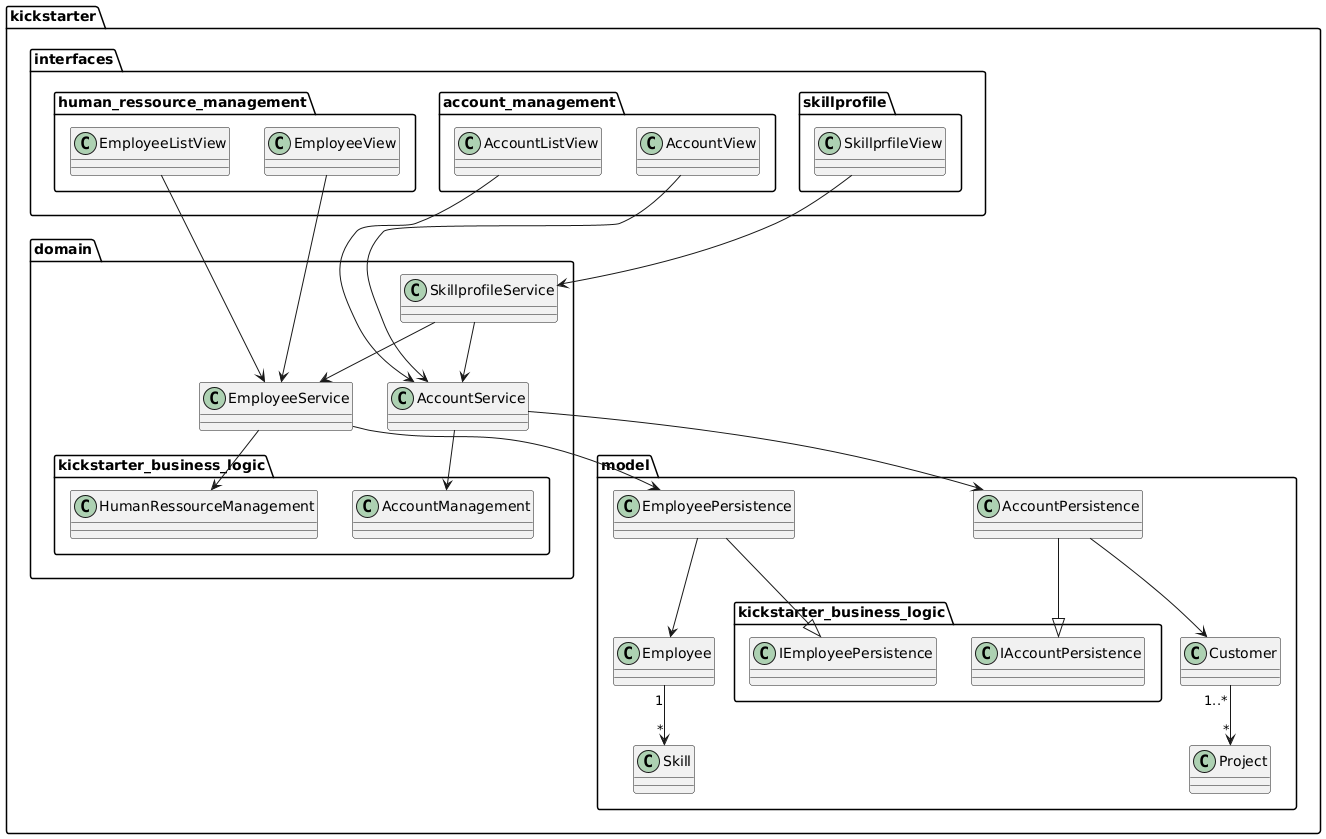 kickstarter
interfaces
human_ressource_management
account_management
skillprofile
C EmployeeListView
C EmployeeView
C AccountListView
C AccountView
C SkillprfileView
domain
C SkillprofileService
C EmployeeService
C AccountService
kickstarter_business_logic
model
C HumanRessourceManagement
C AccountManagement
C EmployeePersistence
C AccountPersistence
kickstarter_business_logic
C Employee
C IEmployeePersistence
C IAccountPersistence
C Customer
1
1..*
*
*
C Skill
C Project